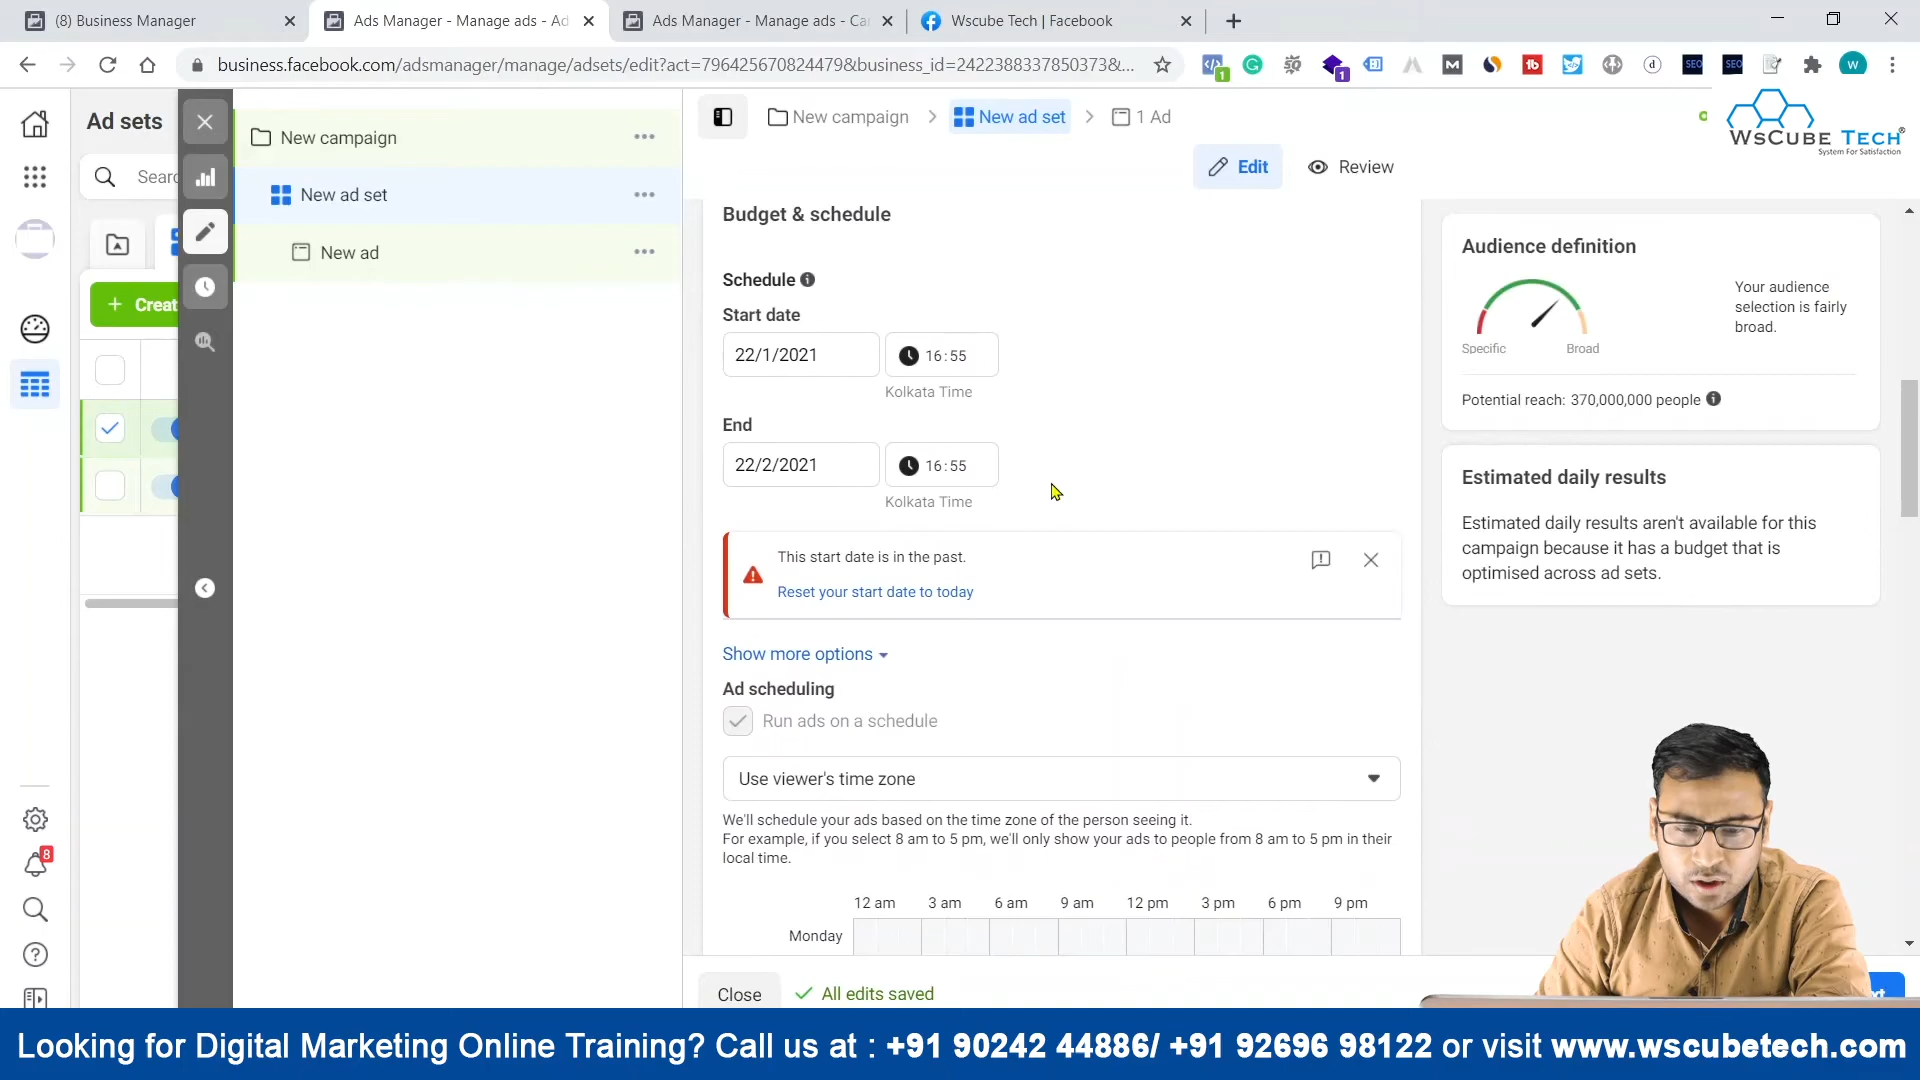 (8) Business Manager
Ads Manager - Manage ads - Ad
Ads Manager - Manage ads - Ca
Wscube Tech | Facebook
business.facebook.com/adsmanager/manage/adsets/edit?act=796425670824479&business_id=2422388337850373&...
Ad sets
Searc
Creat
New campaign
New ad set
New ad
New campaign
New ad set
1 Ad
Edit
Review
WSCUBE TECH®
System For Satisfaction
Budget & schedule
Schedule
Start date
22/1/2021
16:55
Kolkata Time
End
22/2/2021
16:55
Kolkata Time
This start date is in the past.
Reset your start date to today
Show more options
Ad scheduling
Run ads on a schedule
Use viewer's time zone
We'll schedule your ads based on the time zone of the person seeing it.
For example, if you select 8 am to 5 pm, we'll only show your ads to people from 8 am to 5 pm in their
local time.
12 am 3 am 6 am 9 am 12 pm 3 pm 6 pm 9 pm
Monday
Close
All edits saved
Audience definition
Your audience
selection is fairly
broad.
Specific
Broad
Potential reach: 370,000,000 people
Estimated daily results
Estimated daily results aren't available for this
campaign because it has a budget that is
optimised across ad sets.
8
Looking for Digital Marketing Online Training? Call us at : +91 90242 44886/ +91 92696 98122 or visit www.wscubetech.com